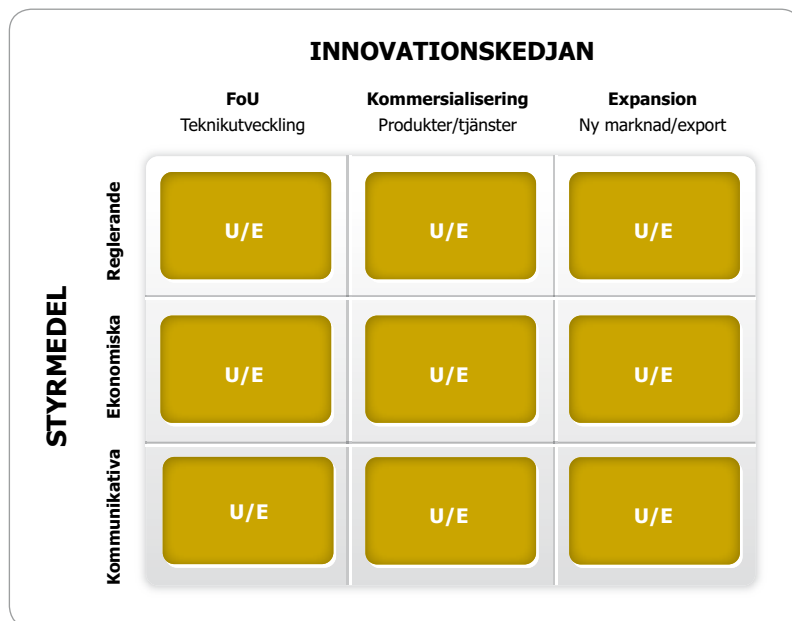 INNOVATIONSKEDJAN
FoU
Teknikutveckling
Kommersialisering
Produkter/tjänster
Expansion
Ny marknad/export
STYRMEDEL
Reglerande
U/E
U/E
U/E
Ekonomiska
U/E
U/E
U/E
Kommunikativa
U/E
U/E
U/E